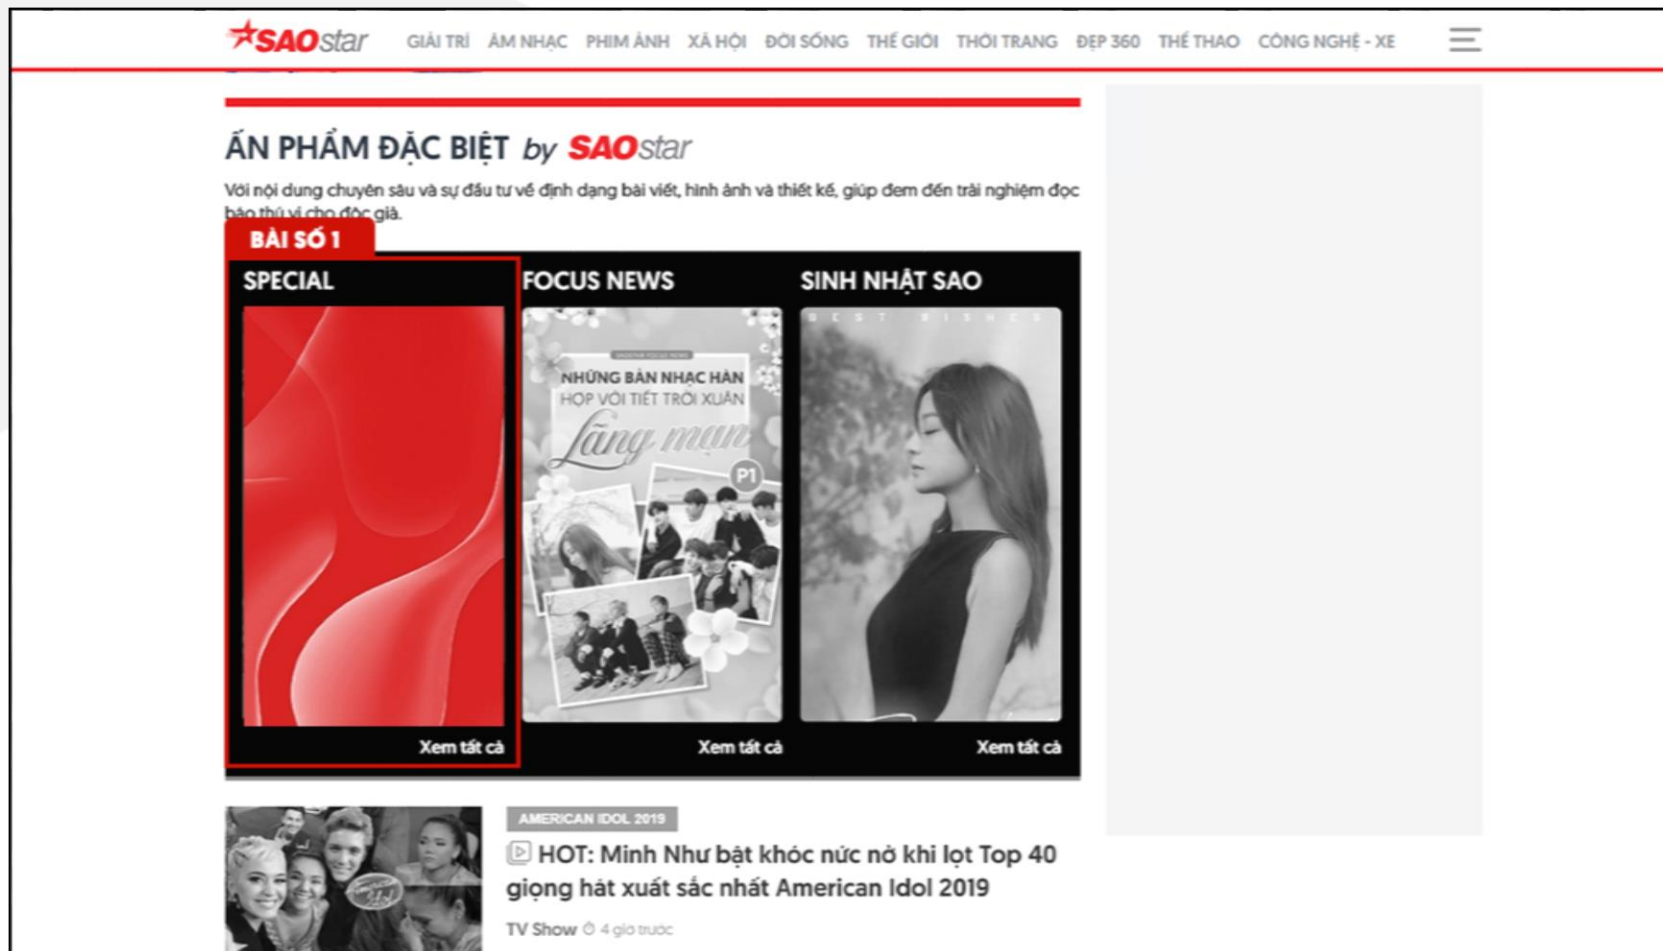 SAOstar
GIẢI TRÍ ÂM NHẠC PHIM ẢNH XÃ HỘI ĐỜI SỐNG THẾ GIỚI THỜI TRANG ĐẸP 360 THỂ THAO CÔNG NGHỆ - XE
ẤN PHẨM ĐẶC BIỆT by SAOstar
Với nội dung chuyên sâu và sự đầu tư về định dạng bài viết, hình ảnh và thiết kế, giúp đem đến trải nghiệm đọc
báo thú vị cho độc giả.
BÀI SỐ 1
SPECIAL
Xem tất cả
FOCUS NEWS
SAOSTAR FOCUS NEWS
NHỮNG BẢN NHẠC HÀN
HỢP VỚI TIẾT TRỜI XUÂN
Lãng mạn
P1
Xem tất cả
SINH NHẬT SAO
BEST WISHES
Xem tất cả
AMERICAN IDOL 2019
HOT: Minh Như bật khóc nức nở khi lọt Top 40
giọng hát xuất sắc nhất American Idol 2019
TV Show 4 giờ trước